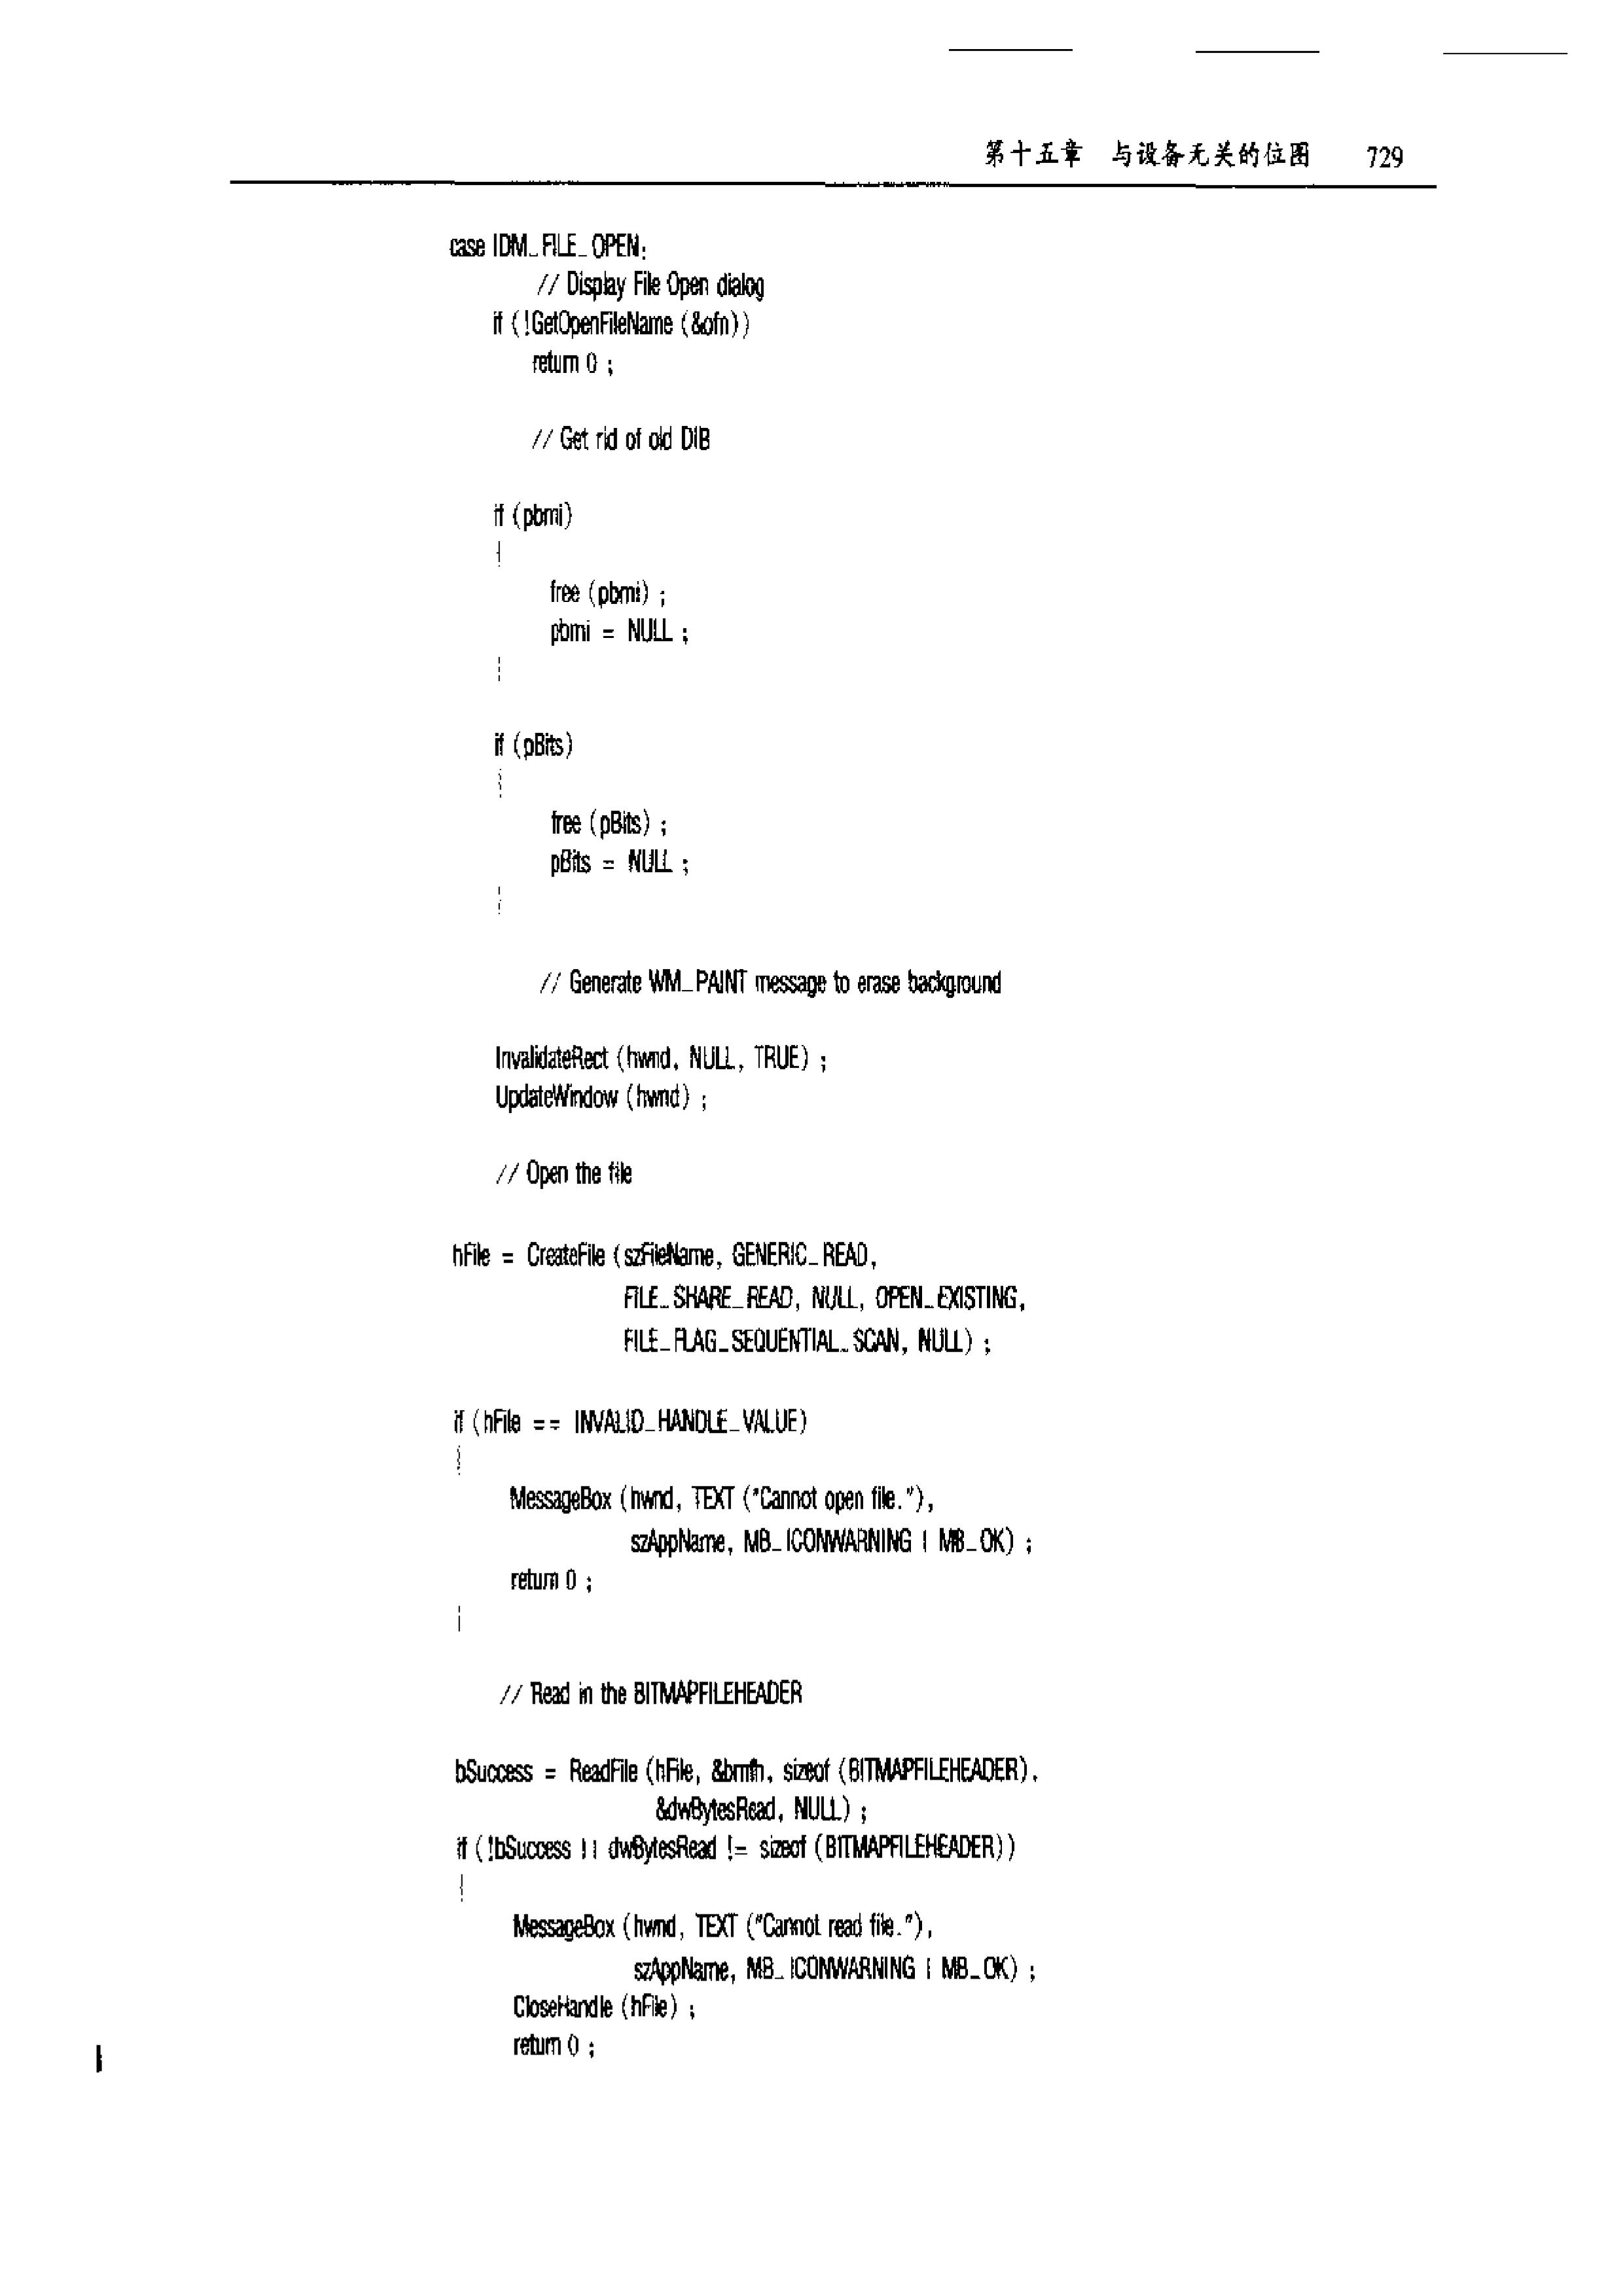 第十五章 与设备无关的位图 729
case IDM_FILE_OPEN:
// Display File Open dialog
if (!GetOpenFileName (&ofn))
return 0 ;
// Get rid of old DIB
if (pbmi)
{
free (pbmi) ;
pbmi = NULL ;
}
if (pBits)
{
free (pBits) ;
pBits = NULL ;
}
// Generate WM_PAINT message to erase background
InvalidateRect (hwnd, NULL, TRUE) ;
UpdateWindow (hwnd) ;
// Open the file
hFile = CreateFile (szFileName, GENERIC_READ,
FILE_SHARE_READ, NULL, OPEN_EXISTING,
FILE_FLAG_SEQUENTIAL_SCAN, NULL) ;
if (hFile == INVALID_HANDLE_VALUE)
{
MessageBox (hwnd, TEXT ("Cannot open file."),
szAppName, MB_ICONWARNING | MB_OK) ;
return 0 ;
}
// Read in the BITMAPFILEHEADER
bSuccess = ReadFile (hFile, &bmfh, sizeof (BITMAPFILEHEADER),
&dwBytesRead, NULL) ;
if (!bSuccess || dwBytesRead != sizeof (BITMAPFILEHEADER))
{
MessageBox (hwnd, TEXT ("Cannot read file."),
szAppName, MB_ICONWARNING | MB_OK) ;
CloseHandle (hFile) ;
return 0 ;